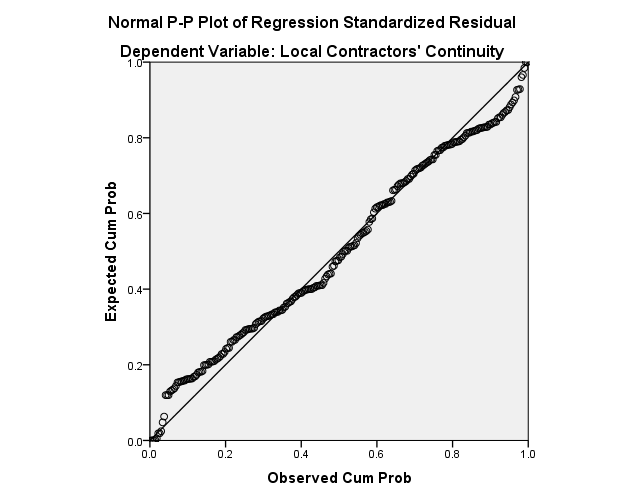 Normal P-P Plot of Regression Standardized Residual
Dependent Variable: Local Contractors' Continuity
1.0
0.8
0.6
0.4
0.2
0.0
Expected Cum Prob
0.0 0.2 0.4 0.6 0.8 1.0
Observed Cum Prob